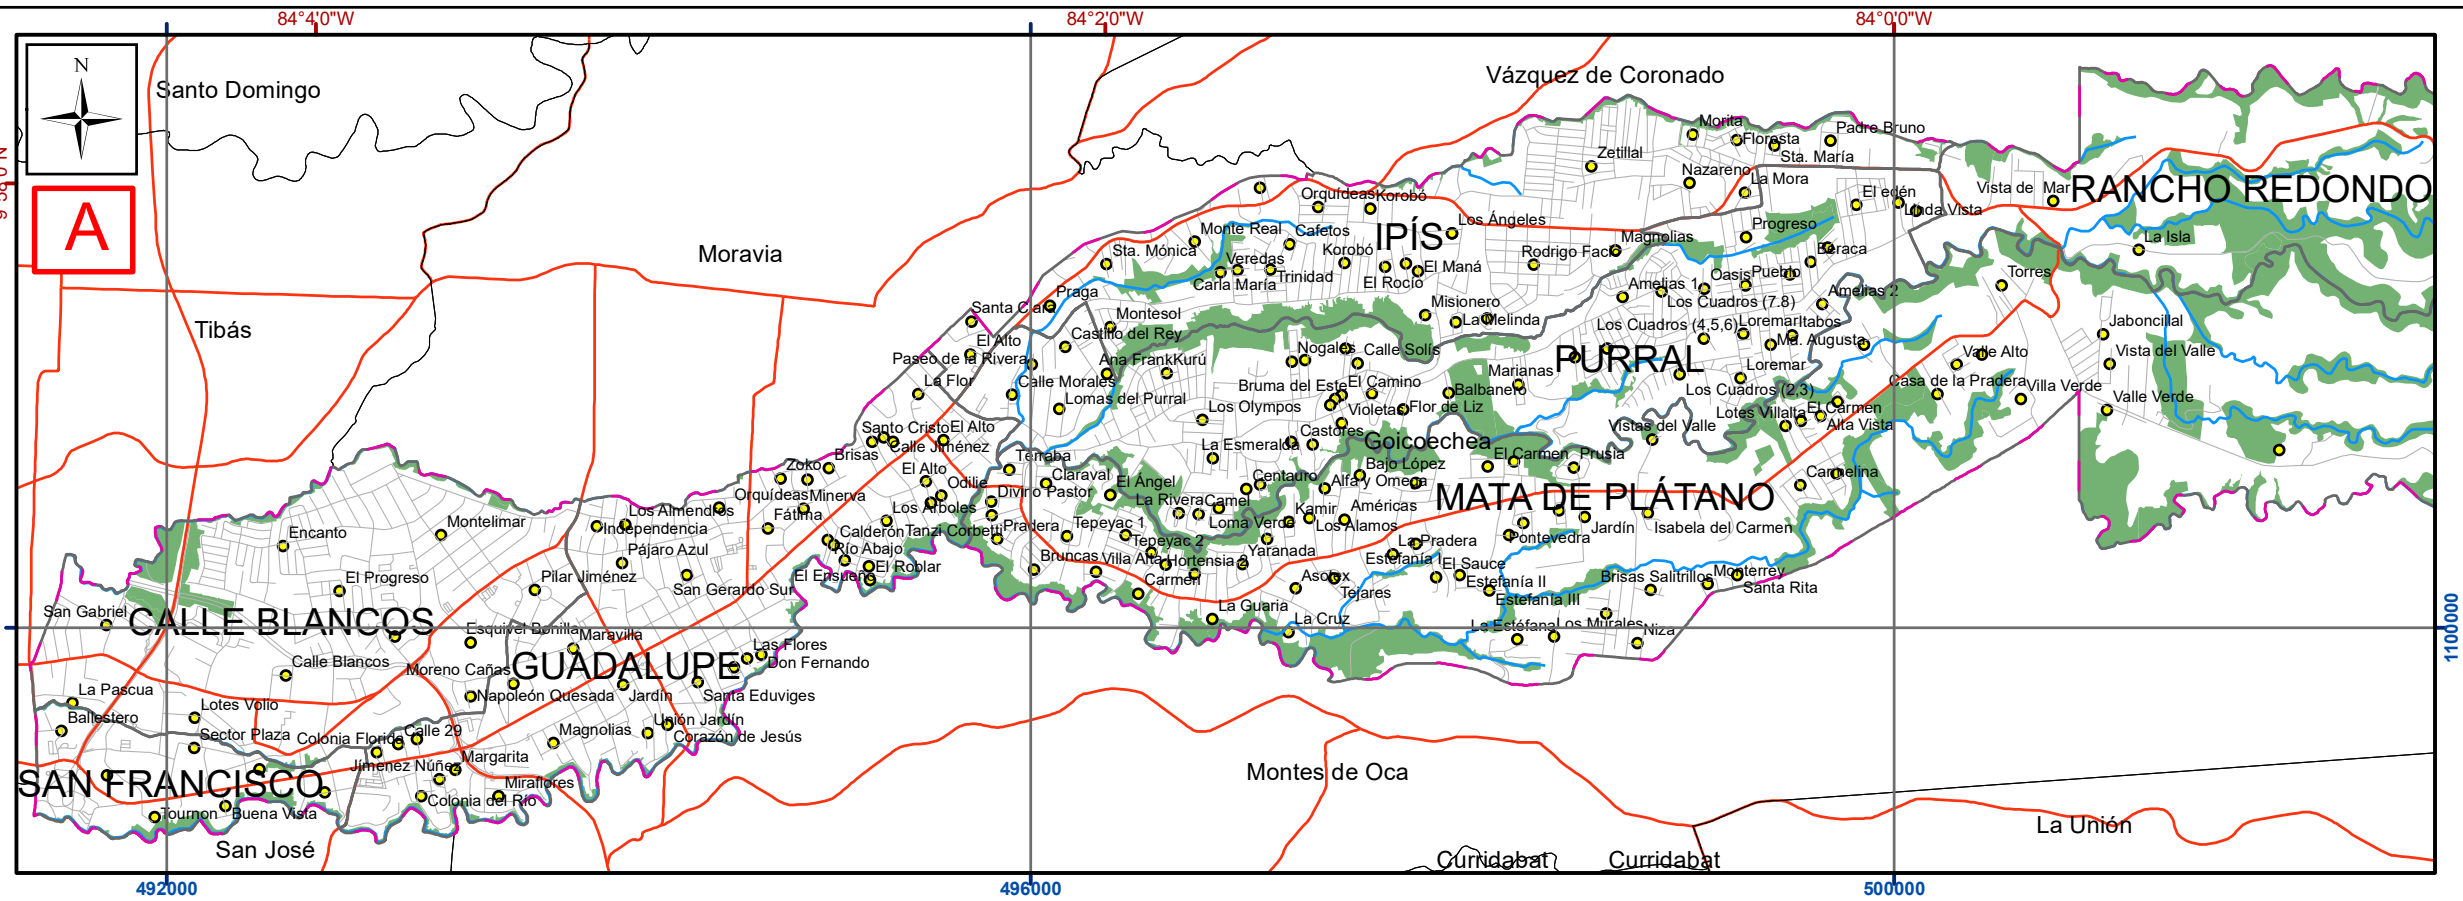 84°4'0"W
84°2'0"W
84°0'0"W
N
Santo Domingo
Vázquez de Coronado
A
Moravia
Tibás
Morita
Floresta
Padre Bruno
Sta. María
Zetillal
Nazareno
La Mora
El edén
Linda Vista
Vista de Mar
RANCHO REDONDO
Orquídeas
Korobó
Los Ángeles
IPÍS
Monte Real
Cafetos
Korobó
Sta. Mónica
Veredas
Carla María
Trinidad
El Rocío
El Maná
Rodrigo Facio
Magnolias
Progreso
Beraca
La Isla
Torres
Oasis
Pueblo
Amelias 1
Amelias 2
Los Cuadros (7.8)
Praga
Santa Clara
Montesol
Castillo del Rey
Misionero
La Melinda
Los Cuadros (4,5,6)
Loremar
Itabos
Md. Augusta
Jaboncillal
El Alto
Paseo de la Rivera
Ana Frank
Kurú
Nogales
Calle Solís
PURRAL
Marianas
Loremar
Valle Alto
Vista del Valle
La Flor
Calle Morales
Lomas del Purral
Bruma del Este
El Camino
Balbanero
Los Cuadros (2,3)
Casa de la Pradera
Villa Verde
Valle Verde
Los Olympos
Violetas
Flor de Liz
Lotes Villalta
El Carmen
Alta Vista
Santo Cristo
El Alto
Calle Jiménez
Castores
La Esmeralda
Goicoechea
Vistas del Valle
Brisas
Zoko
Terraba
El Carmen
Prusia
Bajo López
Carmelina
El Alto
Odilie
Claraval
El Ángel
Centauro
Alfa y Omega
MATA DE PLÁTANO
Orquídeas
Minerva
Divino Pastor
La Rivera
Camel
Fátima
Los Arboles
Kamir
Américas
Los Almendros
Independencia
Montelimar
Encanto
Calderón
Tanzi
Corbetti
Pradera
Tepeyac 1
Loma Verde
Los Alamos
Jardín
Isabela del Carmen
Río Abajo
Tepeyac 2
Yaranada
La Pradera
Pontevedra
Pájaro Azul
El Roblar
El Ensueño
Bruncas
Villa Alta
Hortensia 2
Estefanía I
El Sauce
El Progreso
Pilar Jiménez
San Gerardo Sur
Carmen
Asotex
Tejares
Estefanía II
Estefanía III
Brisas
Salitrillos
Monterrey
Santa Rita
San Gabriel
CALLE BLANCOS
Esquivel Bonilla
Maravilla
La Guaria
La Cruz
La Estéfana
Los Murales
Niza
1100000
Las Flores
Don Fernando
GUADALUPE
Calle Blancos
Moreno Cañas
Napoleón Quesada
Jardín
Santa Eduviges
La Pascua
Ballestero
Lotes Volio
Sector Plaza
Colonia Florida
Calle 29
Magnolias
Unión Jardín
Corazón de Jesús
Margarita
Jímenez Núñez
SAN FRANCISCO
Miraflores
Colonia del Río
Tournon
Buena Vista
Montes de Oca
San José
La Unión
Curridabat
Curridabat
492000
496000
500000